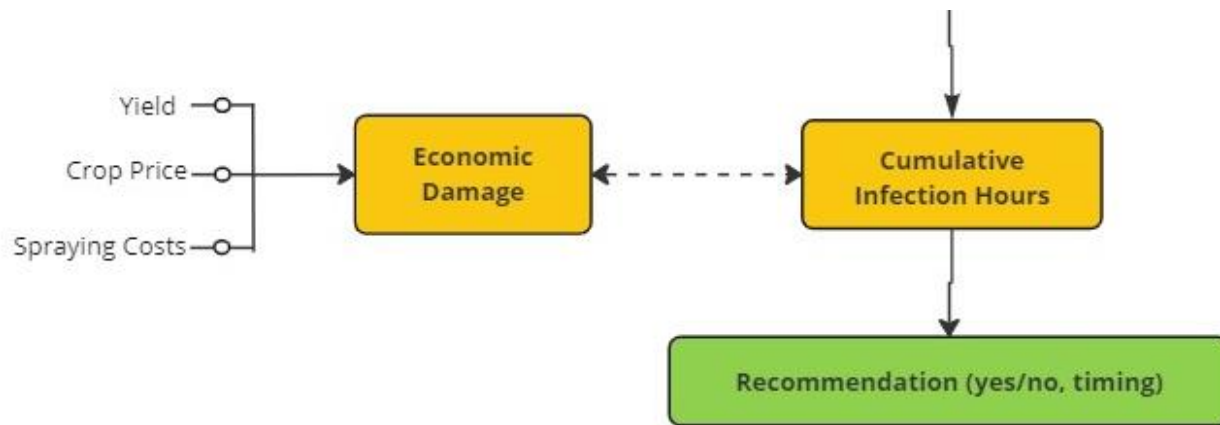 Yield
Crop Price
Spraying Costs
Economic
Damage
Cumulative
Infection Hours
Recommendation (yes/no, timing)